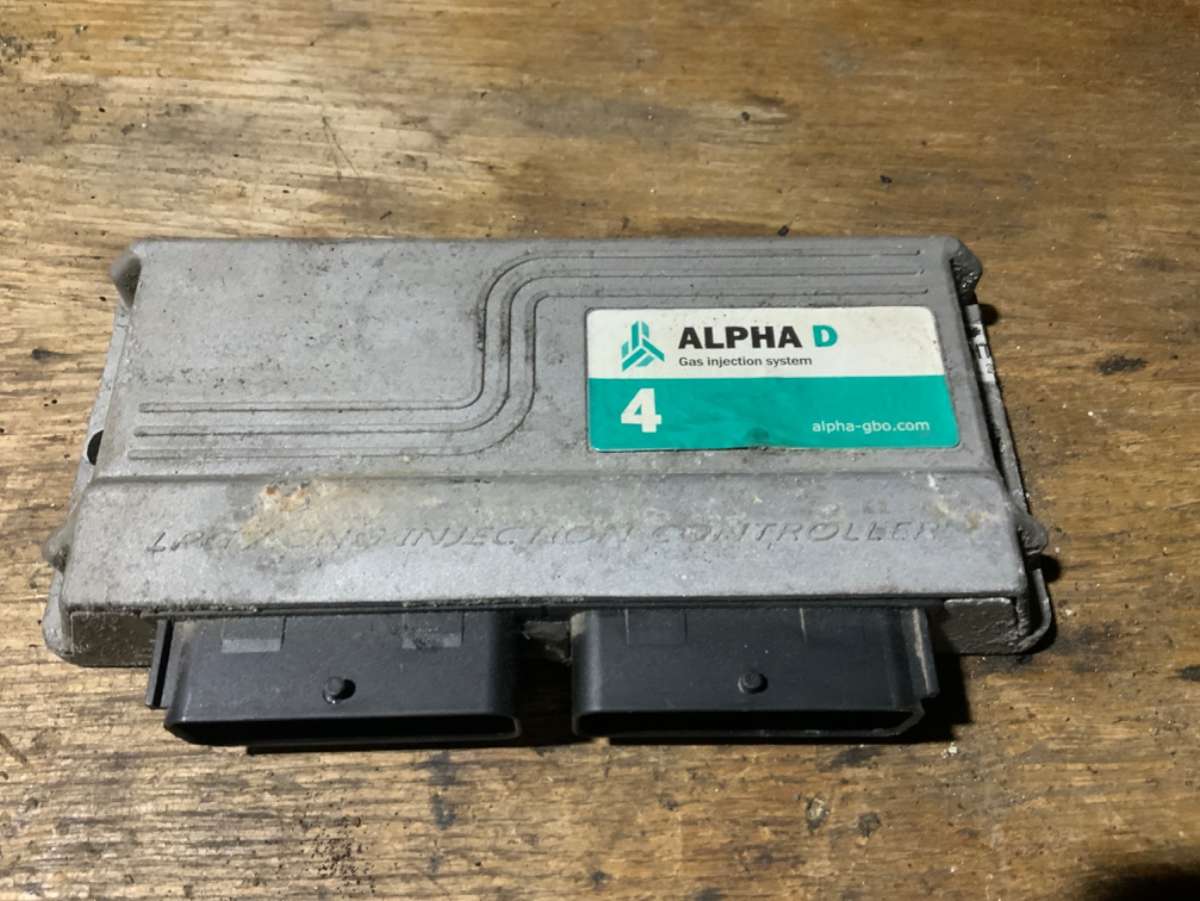 ALPHA D
Gas injection system
4
alpha-gbo.com
LPG / CNG INJECTION CONTROLLER